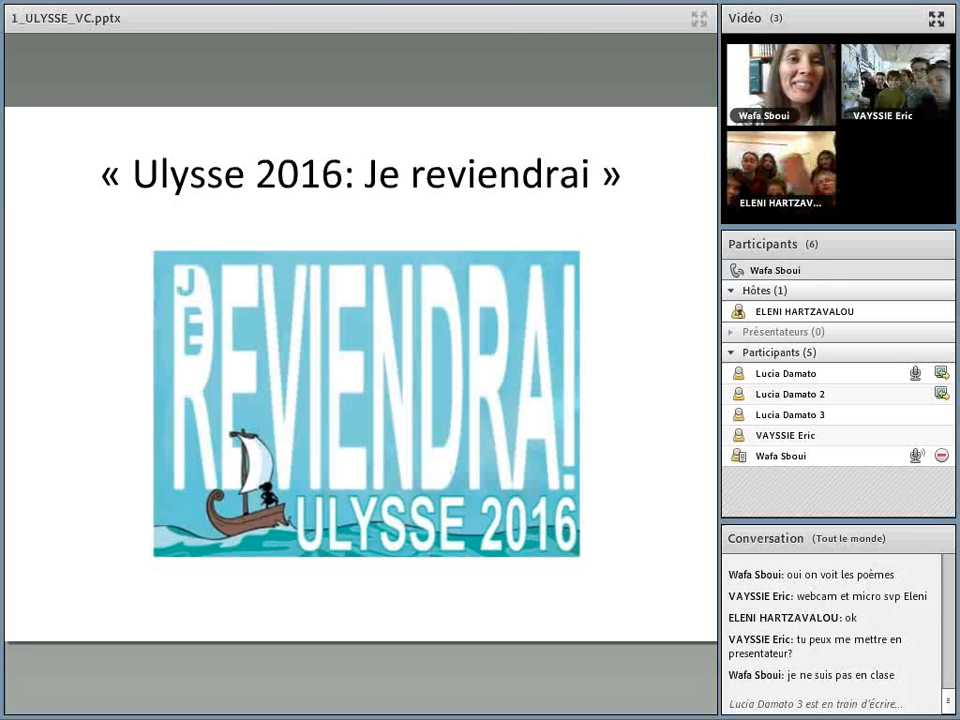 1_ULYSSE_VC.pptx
« Ulysse 2016: Je reviendrai »
JE REVIENDRA!
ULYSSE 2016
Vidéo (3)
Wafa Sboui
VAYSSIE Eric
ELENI HARTZAV...
Participants (6)
Wafa Sboui
Hôtes (1)
ELENI HARTZAVALOU
Présentateurs (0)
Participants (5)
Lucia Damato
Lucia Damato 2
Lucia Damato 3
VAYSSIE Eric
Wafa Sboui
Conversation (Tout le monde)
Wafa Sboui: oui on voit les poèmes
VAYSSIE Eric: webcam et micro svp Eleni
ELENI HARTZAVALOU: ok
VAYSSIE Eric: tu peux me mettre en
presentateur?
Wafa Sboui: je ne suis pas en clase
Lucia Damato 3 est en train d'écrire...